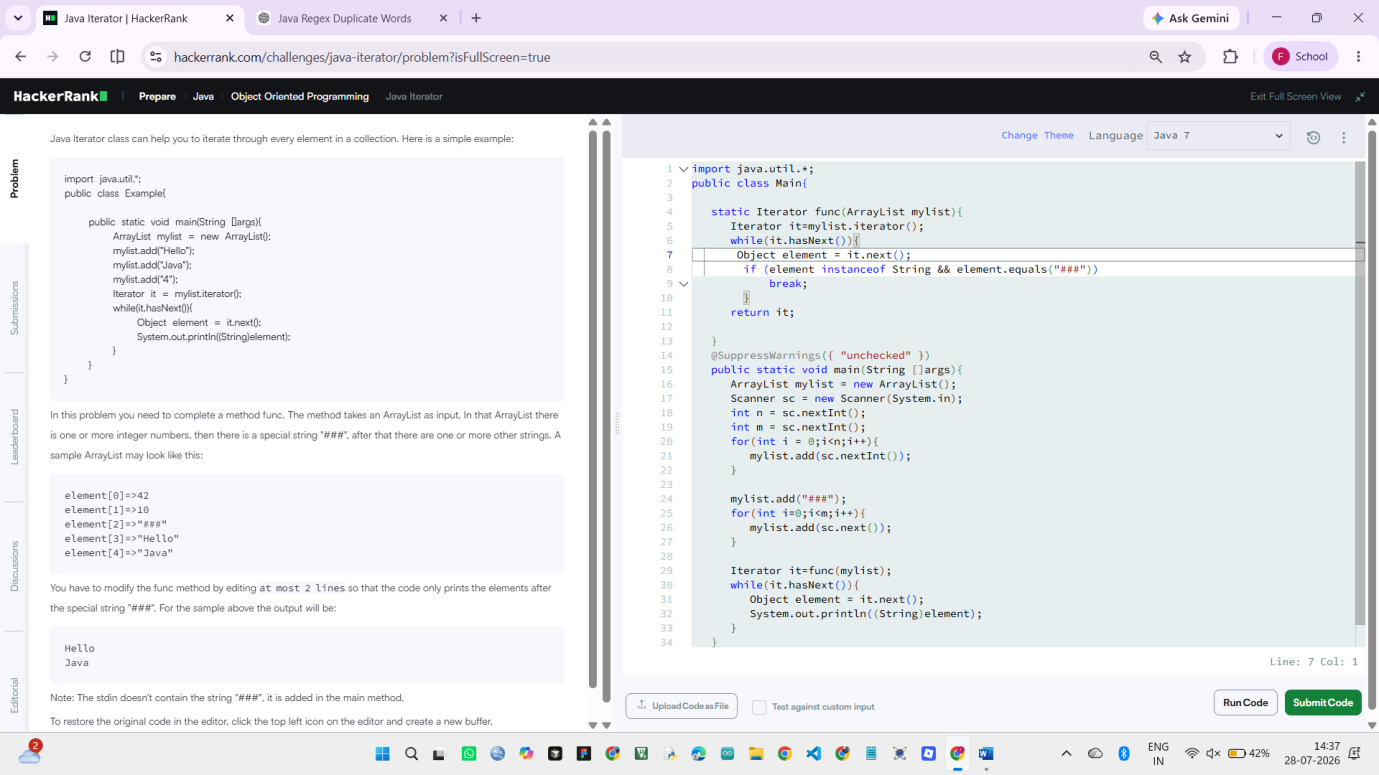 Java Iterator | HackerRank
Java Regex Duplicate Words
Ask Gemini
hackerrank.com/challenges/java-iterator/problem?isFullScreen=true
F School
HackerRank | Prepare Java Object Oriented Programming Java Iterator
Exit Full Screen View
Problem
Submissions
Leaderboard
Discussions
Editorial
Java Iterator class can help you to iterate through every element in a collection. Here is a simple example:
import java.util.*;
public class Example{
public static void main(String []args){
ArrayList mylist = new ArrayList();
mylist.add("Hello");
mylist.add("Java");
mylist.add("4");
Iterator it = mylist.iterator();
while(it.hasNext()){
Object element = it.next();
System.out.println((String)element);
}
}
}
In this problem you need to complete a method func. The method takes an ArrayList as input. In that ArrayList there
is one or more integer numbers, then there is a special string "###", after that there are one or more other strings. A
sample ArrayList may look like this:
element[0]=>42
element[1]=>10
element[2]=>"###"
element[3]=>"Hello"
element[4]=>"Java"
You have to modify the func method by editing at most 2 lines so that the code only prints the elements after
the special string "###". For the sample above the output will be:
Hello
Java
Note: The stdin doesn't contain the string "###", it is added in the main method.
To restore the original code in the editor, click the top left icon on the editor and create a new buffer.
Change Theme Language Java 7
1 import java.util.*;
2 public class Main{
3
4 static Iterator func(ArrayList mylist){
5 Iterator it=mylist.iterator();
6 while(it.hasNext()){
7 Object element = it.next();
8 if (element instanceof String && element.equals("###"))
9 break;
10 }
11 return it;
12
13 }
14 @SuppressWarnings({ "unchecked" })
15 public static void main(String []args){
16 ArrayList mylist = new ArrayList();
17 Scanner sc = new Scanner(System.in);
18 int n = sc.nextInt();
19 int m = sc.nextInt();
20 for(int i = 0;i<n;i++){
21 mylist.add(sc.nextInt());
22 }
23
24 mylist.add("###");
25 for(int i=0;i<m;i++){
26 mylist.add(sc.next());
27 }
28
29 Iterator it=func(mylist);
30 while(it.hasNext()){
31 Object element = it.next();
32 System.out.println((String)element);
33 }
34 }
Line: 7 Col: 1
Upload Code as File
Test against custom input
Run Code
Submit Code
2
ENG
IN
42%
14:37
28-07-2026